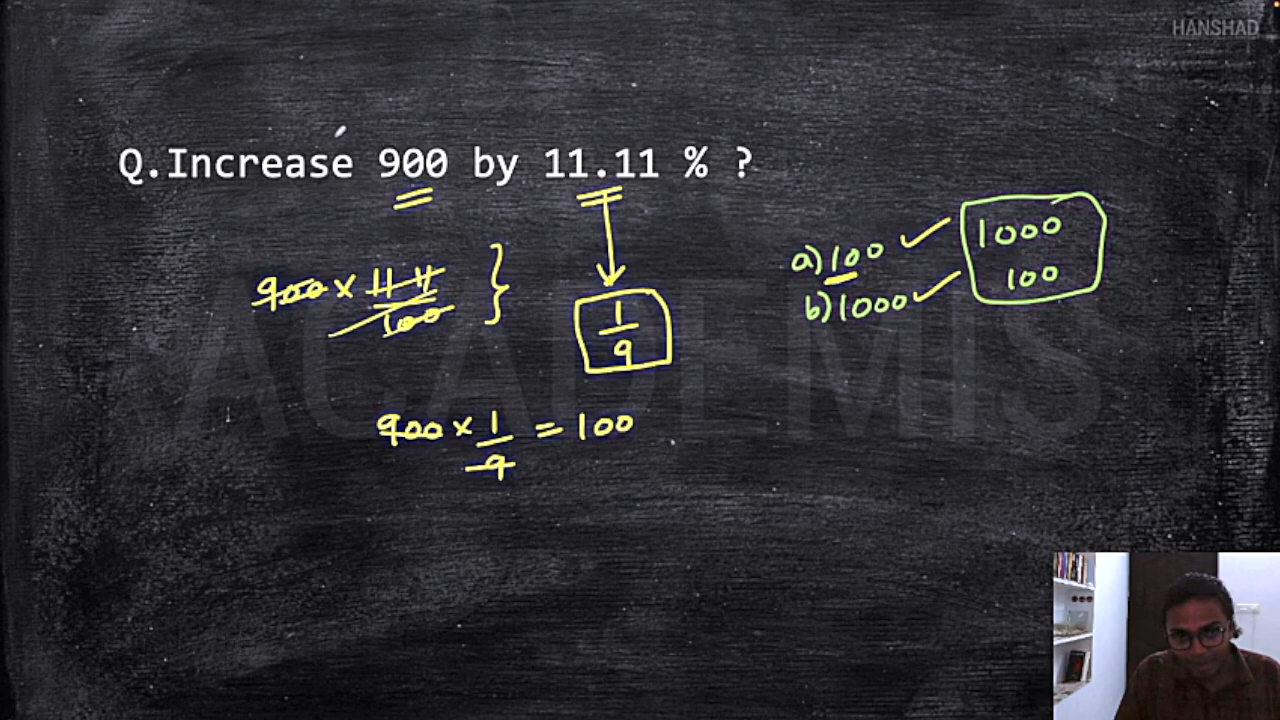 HANSHAD
Q.Increase 900 by 11.11 % ?
900 × 11.11 / 100 }
1/9
a) 100 ✓
b) 1000 ✓
1000
100
900 × 1/9 = 100
ACADEMIS